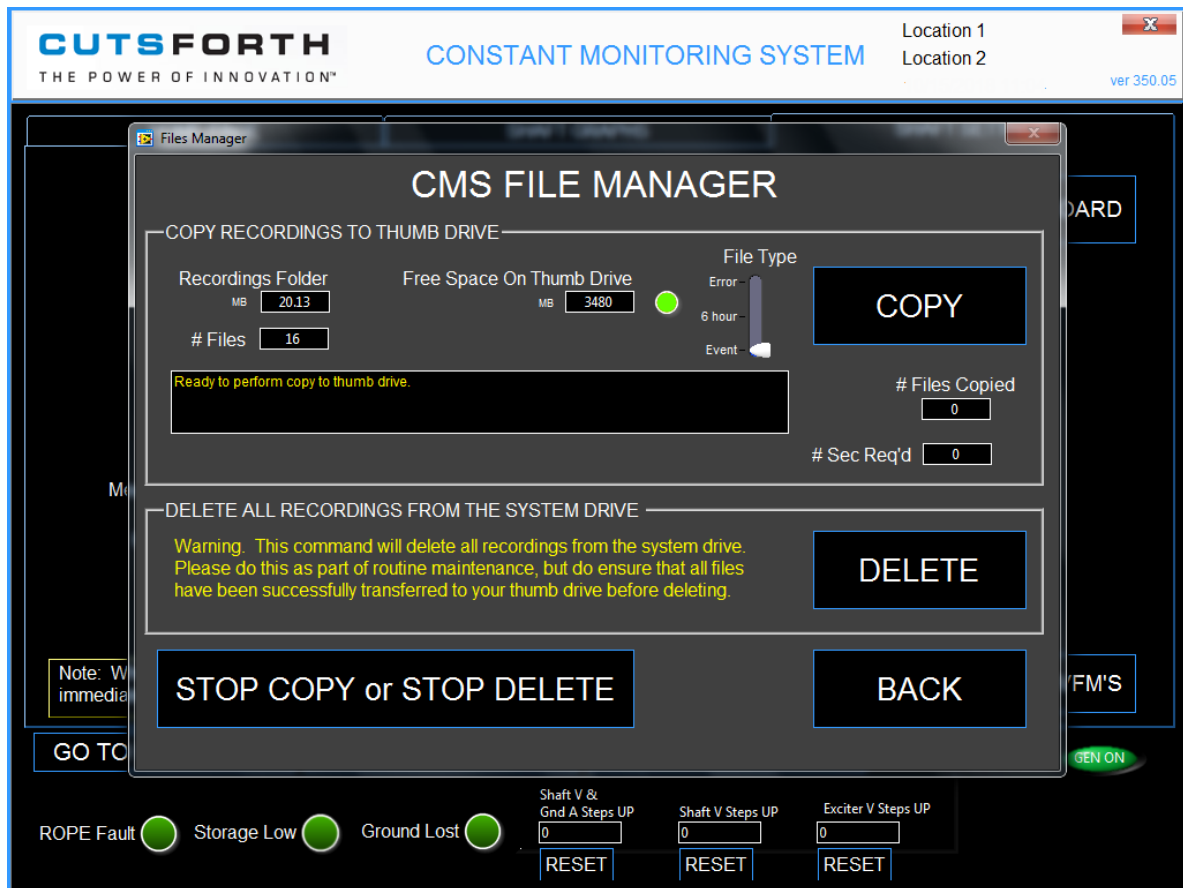 CUTSFORTH
THE POWER OF INNOVATION™
CONSTANT MONITORING SYSTEM
Location 1
Location 2
ver 350.05
SHAFT GRAPHS
Files Manager
CMS FILE MANAGER
COPY RECORDINGS TO THUMB DRIVE
Recordings Folder
MB 20.13
# Files 16
Free Space On Thumb Drive
MB 3480
File Type
Error
6 hour
Event
COPY
Ready to perform copy to thumb drive.
# Files Copied
0
# Sec Req'd 0
DELETE ALL RECORDINGS FROM THE SYSTEM DRIVE
Warning. This command will delete all recordings from the system drive.
Please do this as part of routine maintenance, but do ensure that all files
have been successfully transferred to your thumb drive before deleting.
DELETE
STOP COPY or STOP DELETE
BACK
Note: W
immedia
FM'S
GO TO
GEN ON
ROPE Fault
Storage Low
Ground Lost
Shaft V &
Gnd A Steps UP
0
RESET
Shaft V Steps UP
0
RESET
Exciter V Steps UP
0
RESET